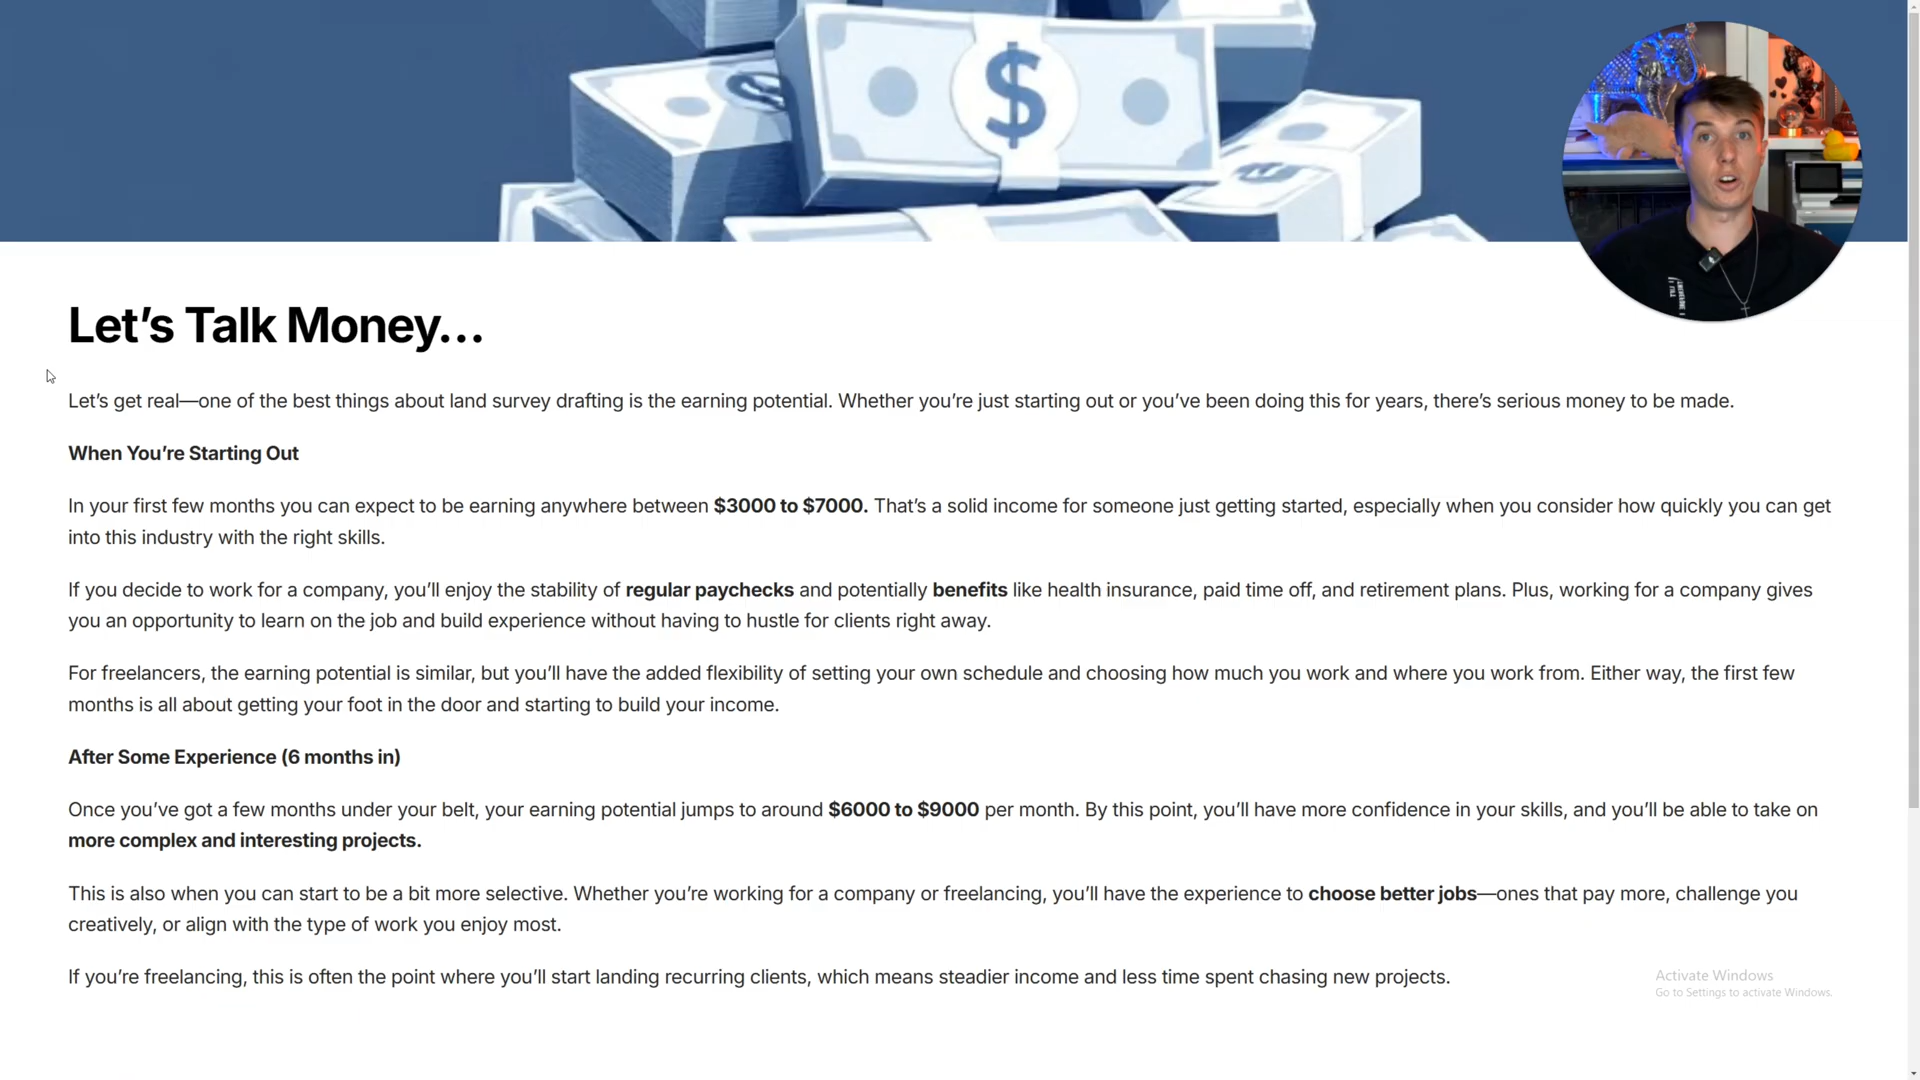 $
Let’s Talk Money…
Let’s get real—one of the best things about land survey drafting is the earning potential. Whether you’re just starting out or you’ve been doing this for years, there’s serious money to be made.
When You’re Starting Out
In your first few months you can expect to be earning anywhere between $3000 to $7000. That’s a solid income for someone just getting started, especially when you consider how quickly you can get
into this industry with the right skills.
If you decide to work for a company, you’ll enjoy the stability of regular paychecks and potentially benefits like health insurance, paid time off, and retirement plans. Plus, working for a company gives
you an opportunity to learn on the job and build experience without having to hustle for clients right away.
For freelancers, the earning potential is similar, but you’ll have the added flexibility of setting your own schedule and choosing how much you work and where you work from. Either way, the first few
months is all about getting your foot in the door and starting to build your income.
After Some Experience (6 months in)
Once you’ve got a few months under your belt, your earning potential jumps to around $6000 to $9000 per month. By this point, you’ll have more confidence in your skills, and you’ll be able to take on
more complex and interesting projects.
This is also when you can start to be a bit more selective. Whether you’re working for a company or freelancing, you’ll have the experience to choose better jobs—ones that pay more, challenge you
creatively, or align with the type of work you enjoy most.
If you’re freelancing, this is often the point where you’ll start landing recurring clients, which means steadier income and less time spent chasing new projects.
Activate Windows
Go to Settings to activate Windows.